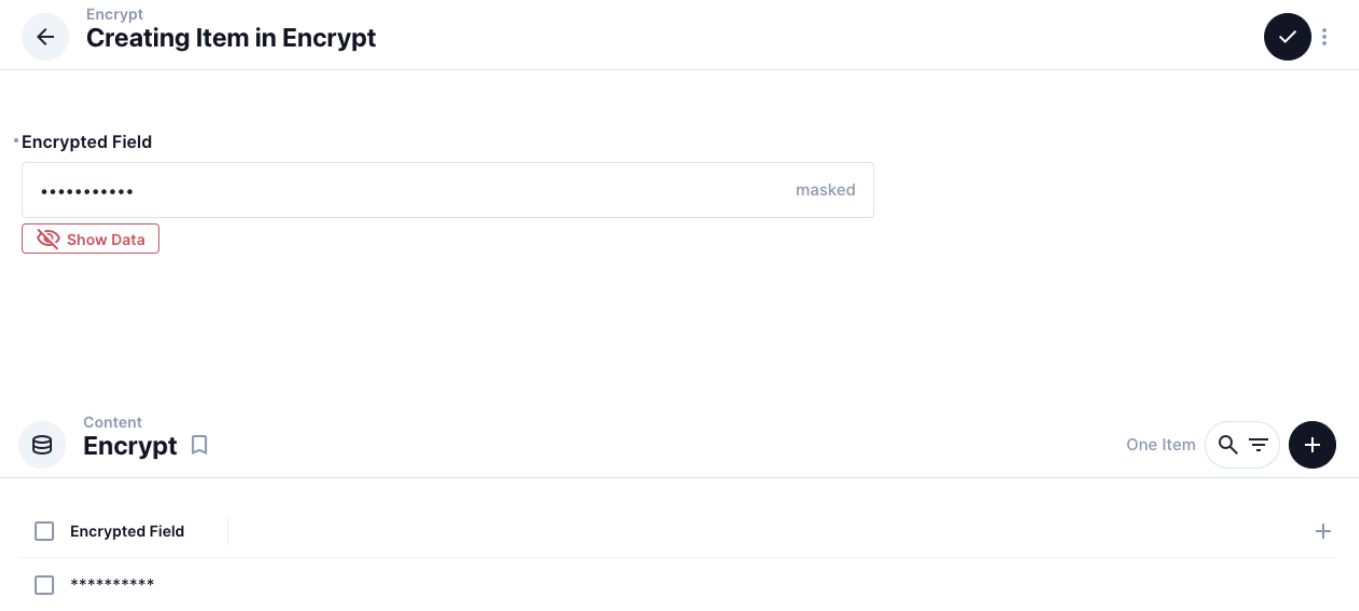 Encrypt
Creating Item in Encrypt
Encrypted Field
••••••••••• masked
Show Data
Content
Encrypt
One Item
Encrypted Field
**********